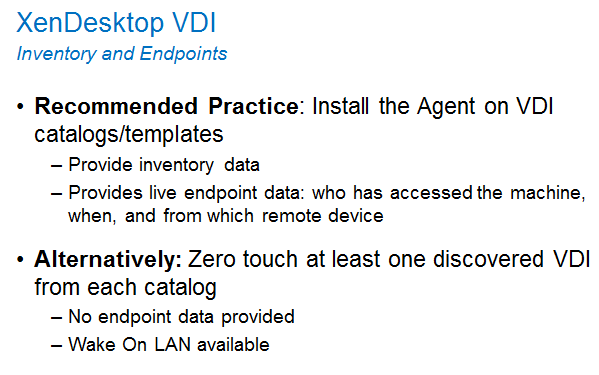 XenDesktop VDI
Inventory and Endpoints
• Recommended Practice: Install the Agent on VDI
catalogs/templates
– Provide inventory data
– Provides live endpoint data: who has accessed the machine,
when, and from which remote device
• Alternatively: Zero touch at least one discovered VDI
from each catalog
– No endpoint data provided
– Wake On LAN available